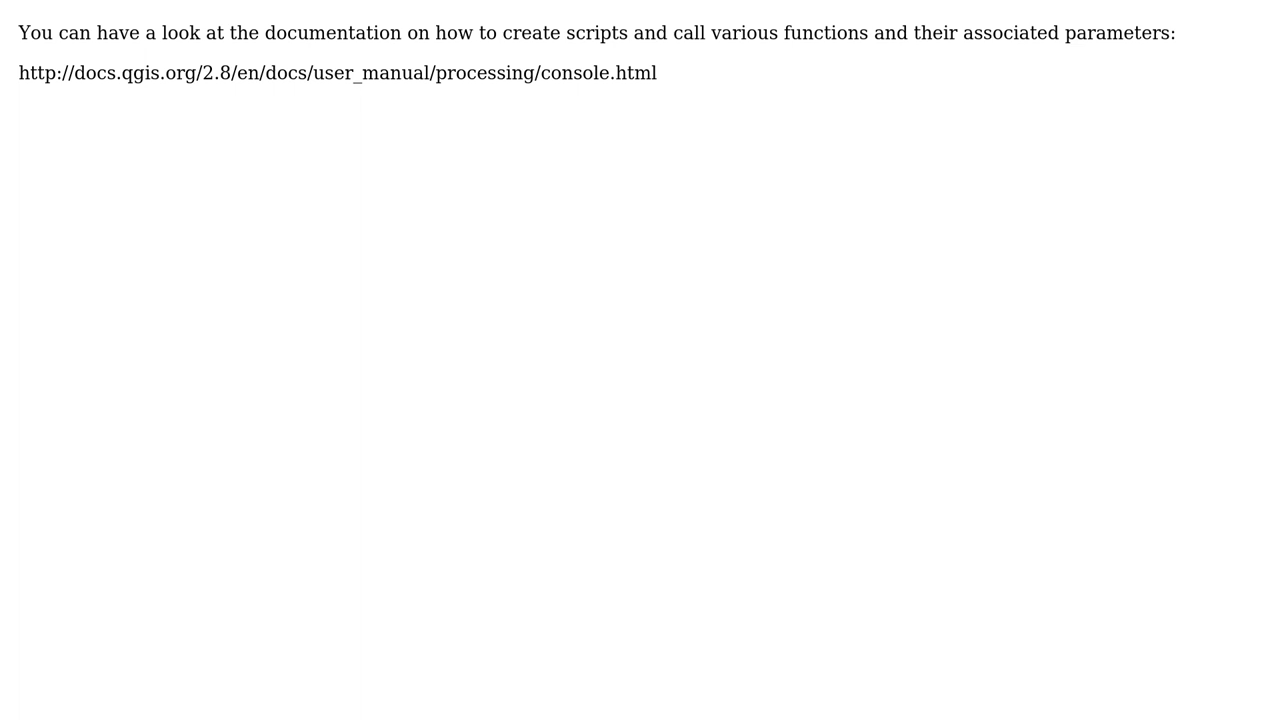 You can have a look at the documentation on how to create scripts and call various functions and their associated parameters:
http://docs.qgis.org/2.8/en/docs/user_manual/processing/console.html